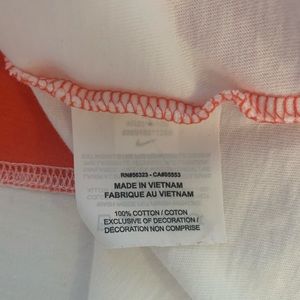 RN#56323 - CA#05553
MADE IN VIETNAM
FABRIQUE AU VIETNAM
100% COTTON / COTON
EXCLUSIVE OF DECORATION /
DECORATION NON COMPRISE